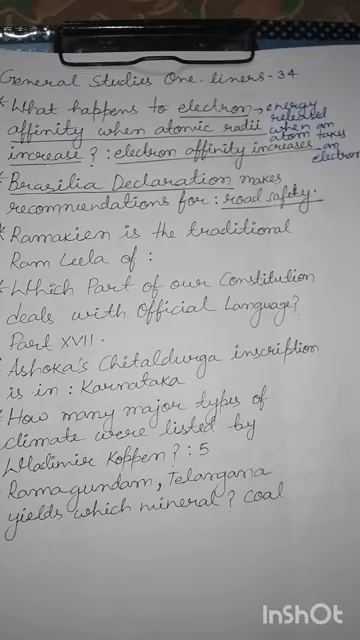 General Studies One-liners-34
* What happens to electron → energy
released
affinity when atomic radii when an
atom takes
increase? : electron affinity increases an
electron
* Brasilia Declaration makes
recommendations for : road safety.
* Ramakien is the traditional
Ram Leela of :
* Which Part of our Constitution
deals with Official Language?
Part XVII.
Ashoka's Chitaldurga inscription
is in : Karnataka
How many major types of
climate were listed by
Wladimir Koppen? : 5
Ramagundam, Telangana
yields which mineral? coal
InShOt